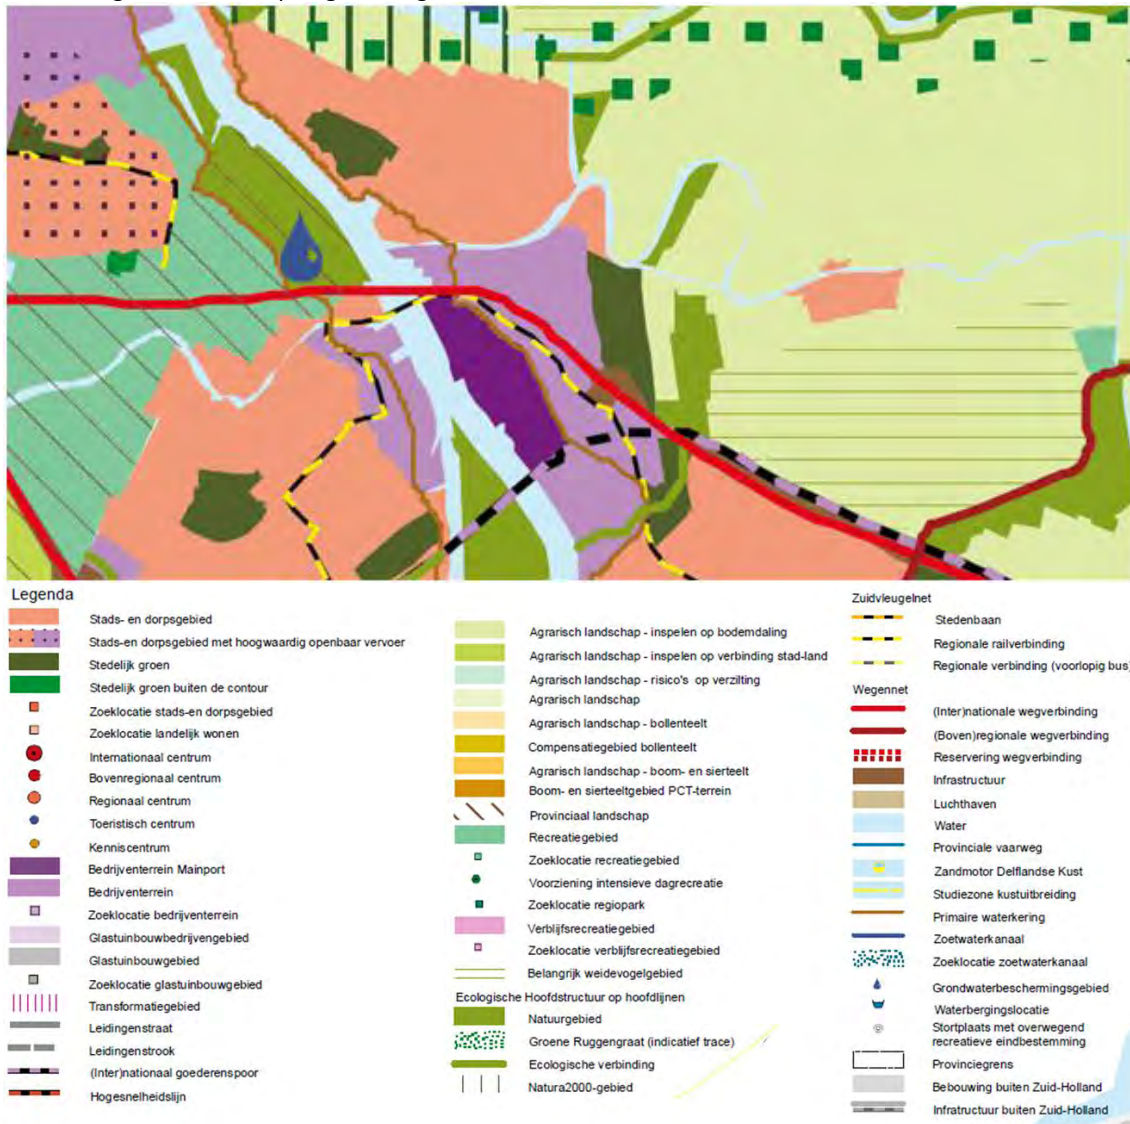 Legenda
Stads- en dorpsgebied
Stads-en dorpsgebied met hoogwaardig openbaar vervoer
Stedelijk groen
Stedelijk groen buiten de contour
Zoeklocatie stads-en dorpsgebied
Zoeklocatie landelijk wonen
Internationaal centrum
Bovenregionaal centrum
Regionaal centrum
Toeristisch centrum
Kenniscentrum
Bedrijventerrein Mainport
Bedrijventerrein
Zoeklocatie bedrijventerrein
Glastuinbouwbedrijvengebied
Glastuinbouwgebied
Zoeklocatie glastuinbouwgebied
Transformatiegebied
Leidingenstraat
Leidingenstrook
(Inter)nationaal goederenspoor
Hogesnelheidslijn
Agrarisch landschap - inspelen op bodemdaling
Agrarisch landschap - inspelen op verbinding stad-land
Agrarisch landschap - risico's op verzilting
Agrarisch landschap
Agrarisch landschap - bollenteelt
Compensatiegebied bollenteelt
Agrarisch landschap - boom- en sierteelt
Boom- en sierteeltgebied PCT-terrein
Provinciaal landschap
Recreatiegebied
Zoeklocatie recreatiegebied
Voorziening intensieve dagrecreatie
Zoeklocatie regiopark
Verblijfsrecreatiegebied
Zoeklocatie verblijfsrecreatiegebied
Belangrijk weidevogelgebied
Ecologische Hoofdstructuur op hoofdlijnen
Natuurgebied
Groene Ruggengraat (indicatief trace)
Ecologische verbinding
Natura2000-gebied
Zuidvleugelnet
Stedenbaan
Regionale railverbinding
Regionale verbinding (voorlopig bus)
Wegennet
(Inter)nationale wegverbinding
(Boven)regionale wegverbinding
Reservering wegverbinding
Infrastructuur
Luchthaven
Water
Provinciale vaarweg
Zandmotor Delflandse Kust
Studiezone kustuitbreiding
Primaire waterkering
Zoetwaterkanaal
Zoeklocatie zoetwaterkanaal
Grondwaterbeschermingsgebied
Waterbergingslocatie
Stortplaats met overwegend
recreatieve eindbestemming
Provinciegrens
Bebouwing buiten Zuid-Holland
Infratructuur buiten Zuid-Holland